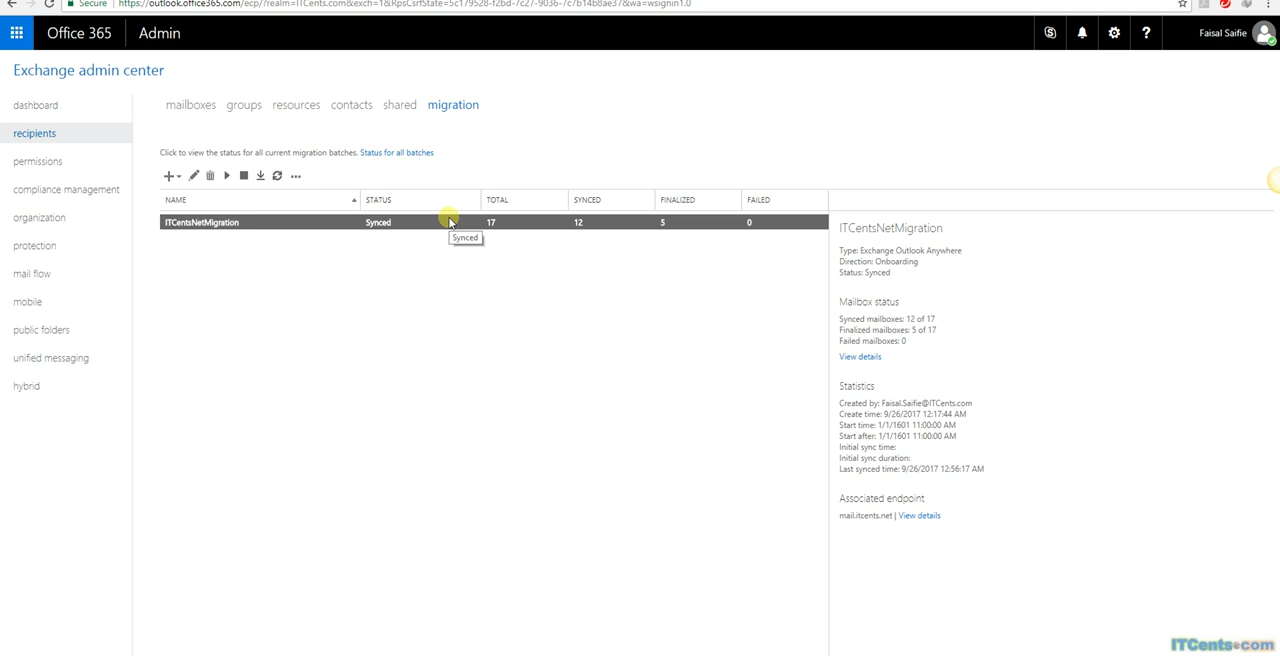 Secure
https://outlook.office365.com/ecp/?realm=ITCents.com&exch=1&RpsCsrfState=5c179528-f2bd-7c27-9036-7c7b14b8ae37&wa=wsignin1.0
Office 365 Admin Faisal Saifie
Exchange admin center
dashboard
recipients
permissions
compliance management
organization
protection
mail flow
mobile
public folders
unified messaging
hybrid
mailboxes groups resources contacts shared migration
Click to view the status for all current migration batches. Status for all batches
NAME STATUS TOTAL SYNCED FINALIZED FAILED
ITCentsNetMigration Synced 17 12 5 0
Synced
ITCentsNetMigration
Type: Exchange Outlook Anywhere
Direction: Onboarding
Status: Synced
Mailbox status
Synced mailboxes: 12 of 17
Finalized mailboxes: 5 of 17
Failed mailboxes: 0
View details
Statistics
Created by: Faisal.Saifie@ITCents.com
Create time: 9/26/2017 12:17:44 AM
Start time: 1/1/1601 11:00:00 AM
Start after: 1/1/1601 11:00:00 AM
Initial sync time:
Initial sync duration:
Last synced time: 9/26/2017 12:56:17 AM
Associated endpoint
mail.itcents.net | View details
ITCents.com